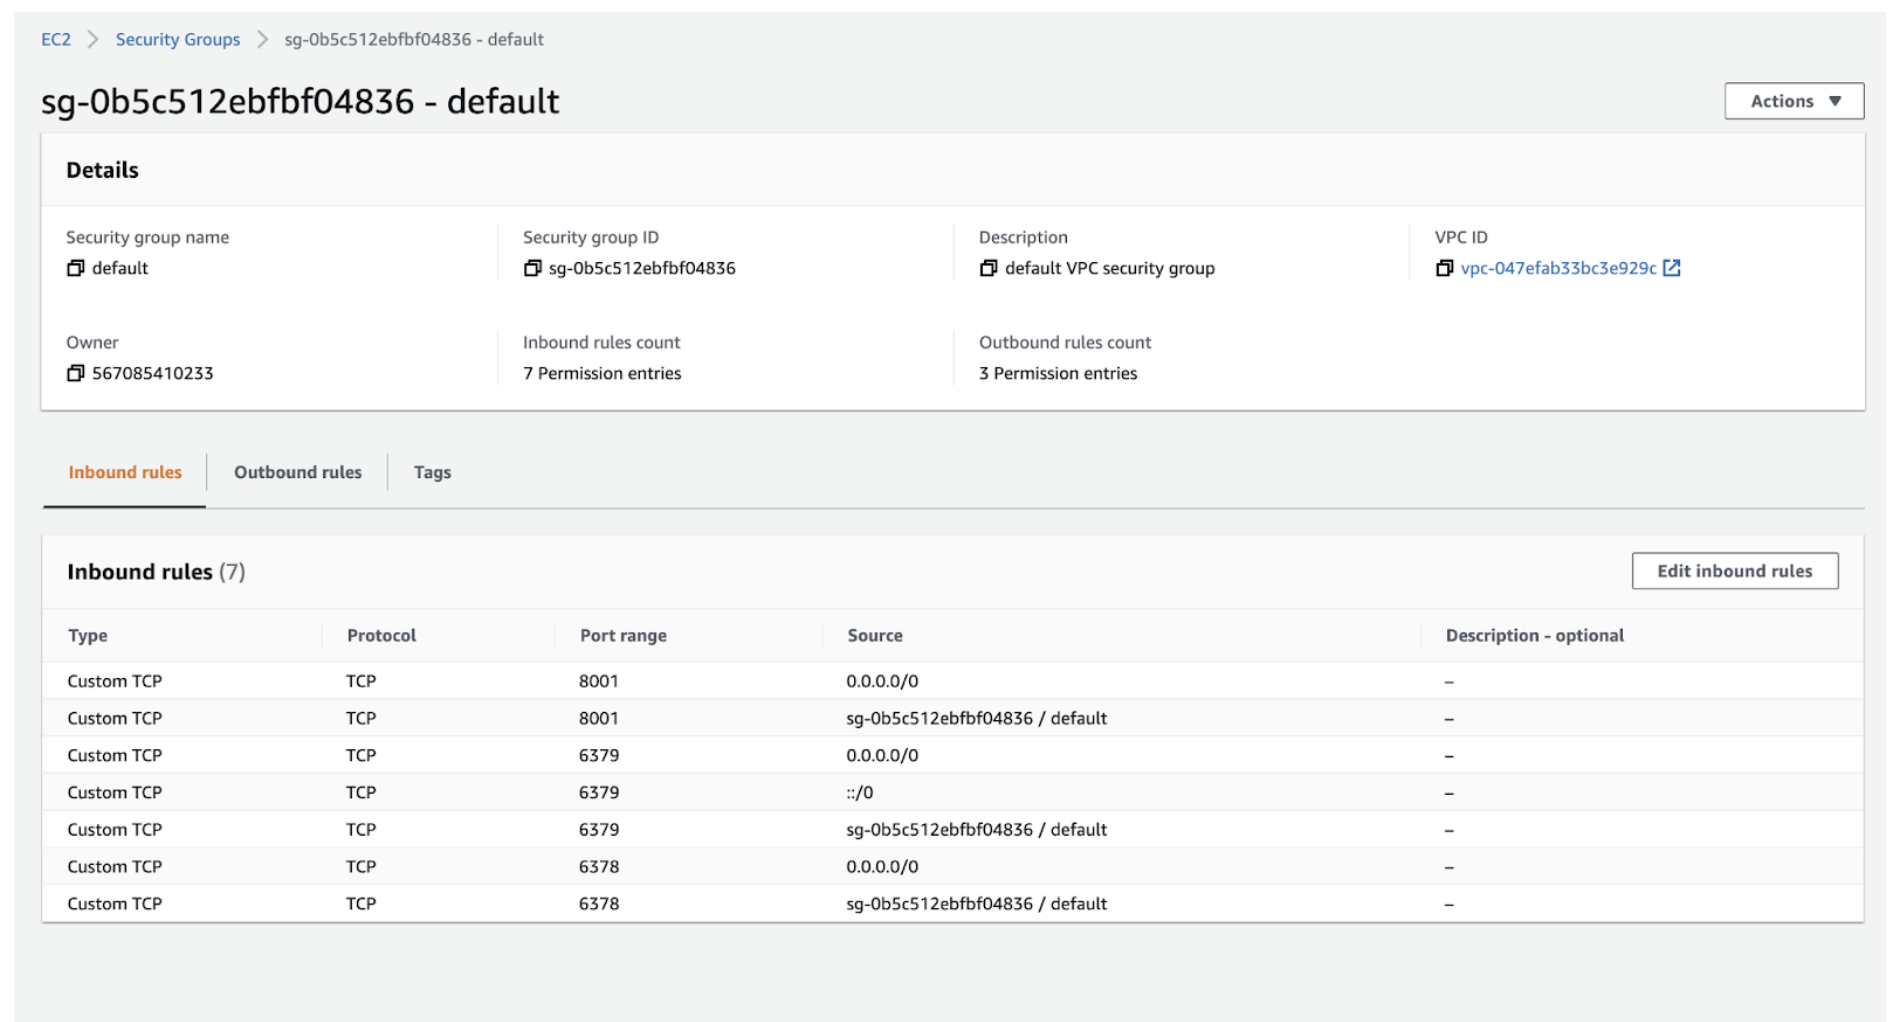 EC2 > Security Groups > sg-0b5c512ebfbf04836 - default
sg-0b5c512ebfbf04836 - default
Actions ▼
Details
Security group name Security group ID Description VPC ID
default sg-0b5c512ebfbf04836 default VPC security group vpc-047efab33bc3e929c
Owner Inbound rules count Outbound rules count
567085410233 7 Permission entries 3 Permission entries
Inbound rules Outbound rules Tags
Inbound rules (7) Edit inbound rules
Type Protocol Port range Source Description - optional
Custom TCP TCP 8001 0.0.0.0/0 –
Custom TCP TCP 8001 sg-0b5c512ebfbf04836 / default –
Custom TCP TCP 6379 0.0.0.0/0 –
Custom TCP TCP 6379 ::/0 –
Custom TCP TCP 6379 sg-0b5c512ebfbf04836 / default –
Custom TCP TCP 6378 0.0.0.0/0 –
Custom TCP TCP 6378 sg-0b5c512ebfbf04836 / default –